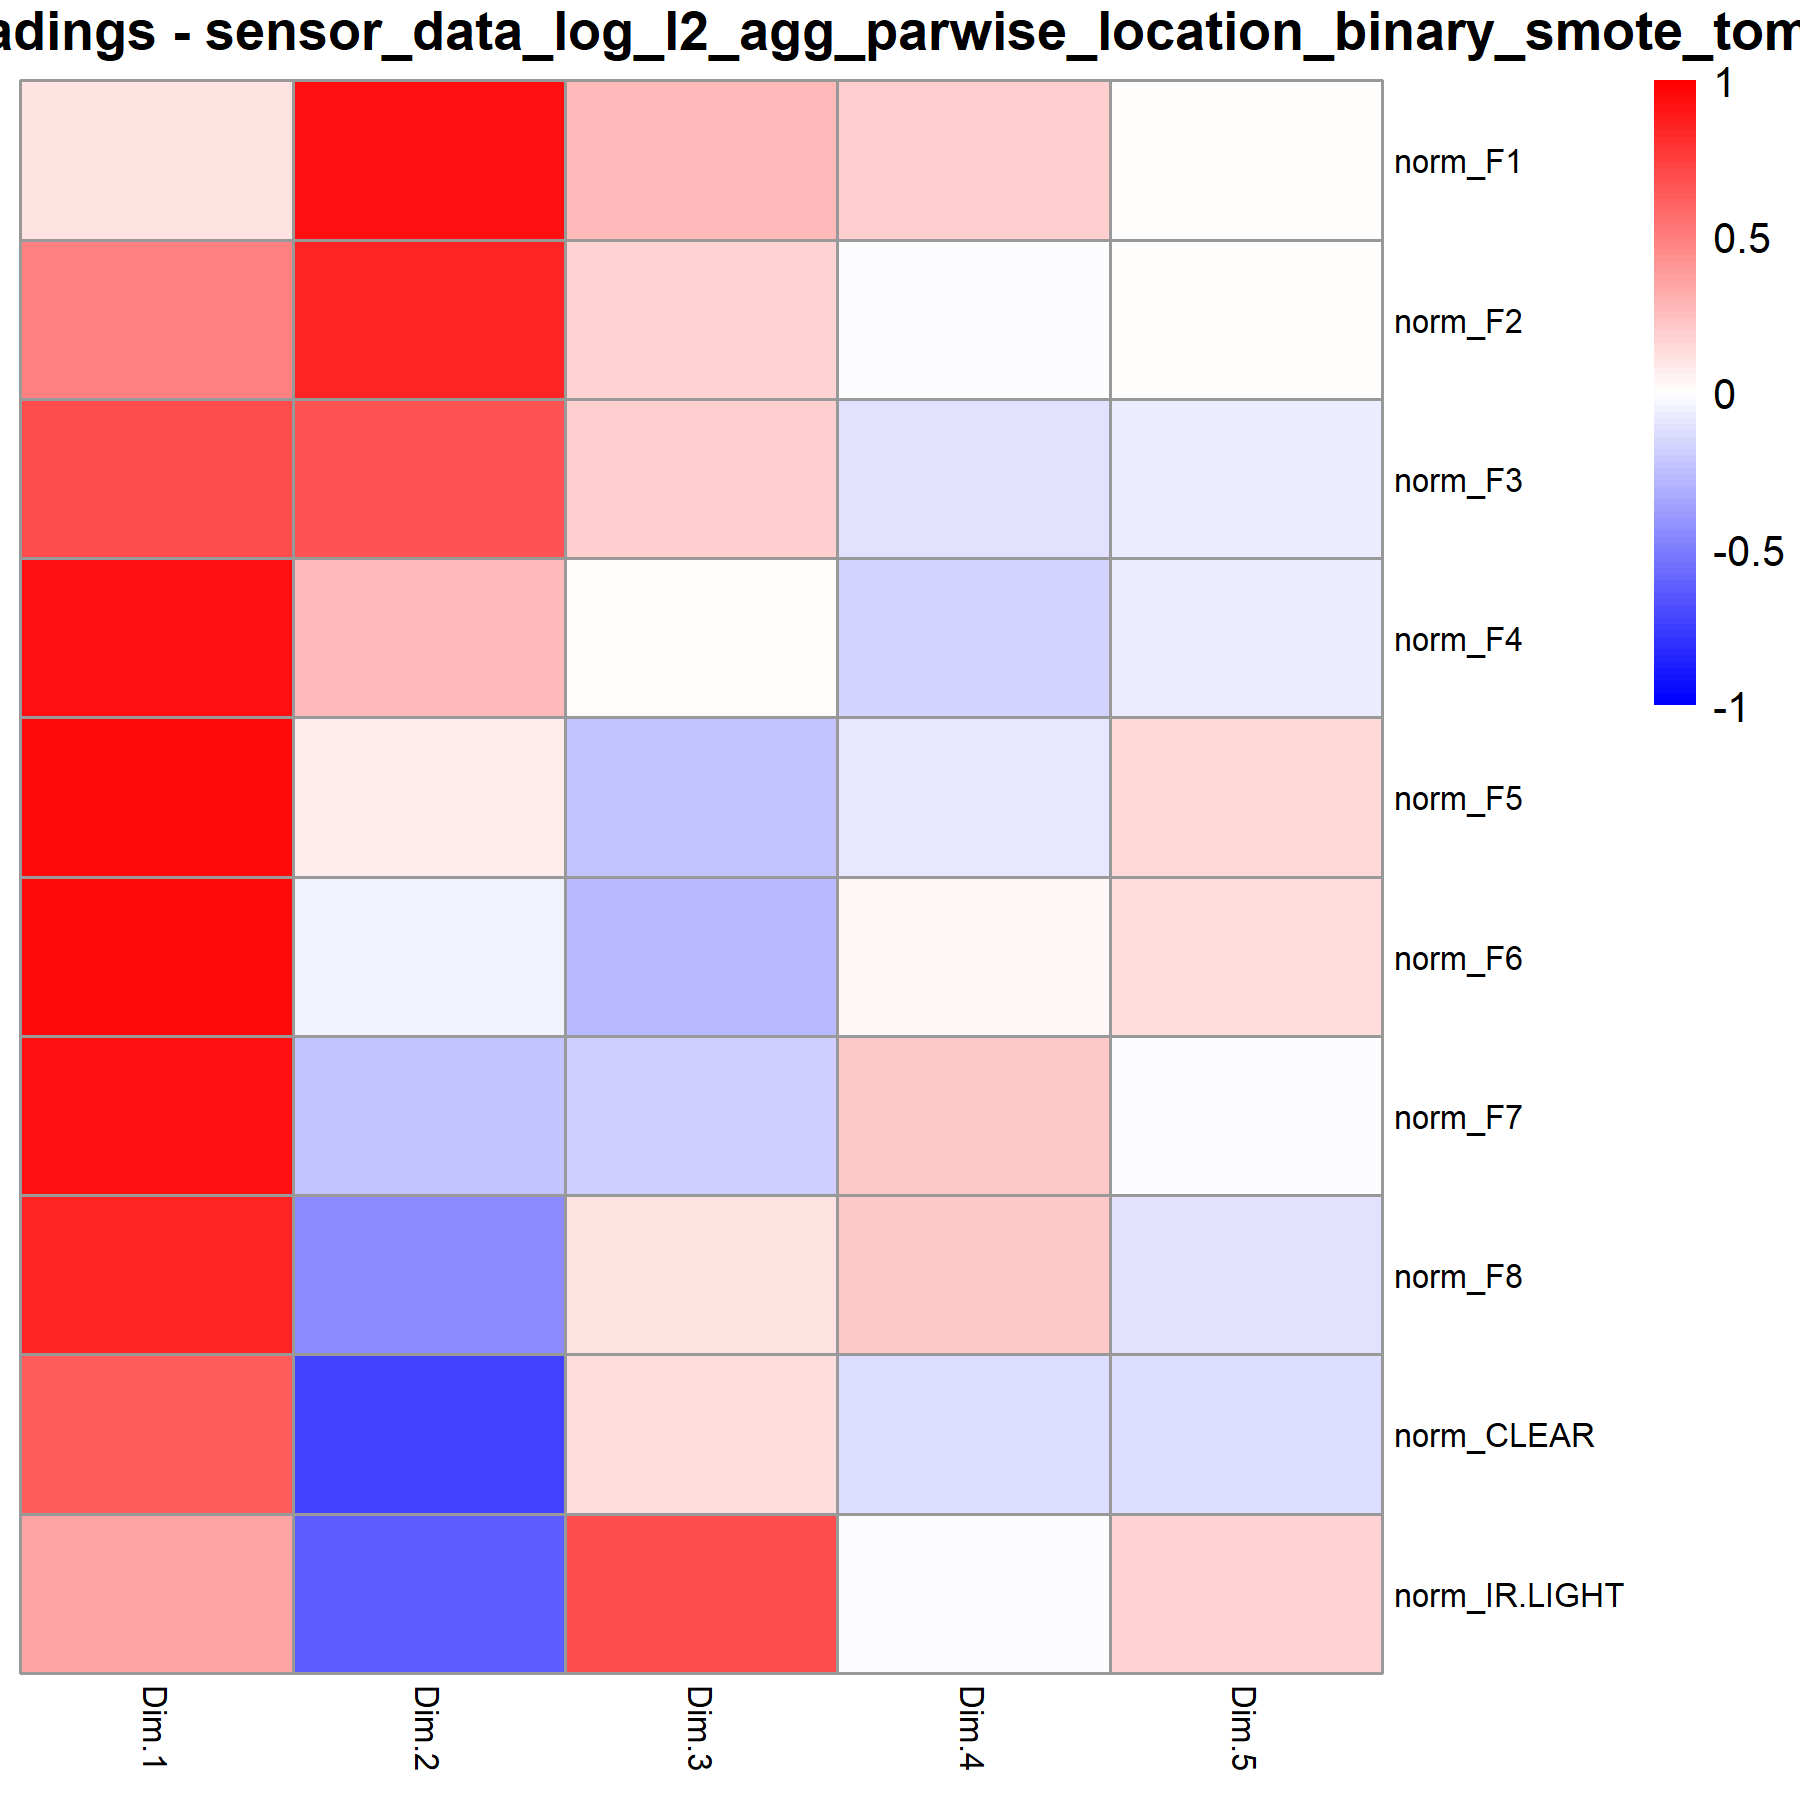 adings - sensor_data_log_l2_agg_parwise_location_binary_smote_tom
1
0.5
0
-0.5
-1
norm_F1
norm_F2
norm_F3
norm_F4
norm_F5
norm_F6
norm_F7
norm_F8
norm_CLEAR
norm_IR.LIGHT
Dim.1
Dim.2
Dim.3
Dim.4
Dim.5